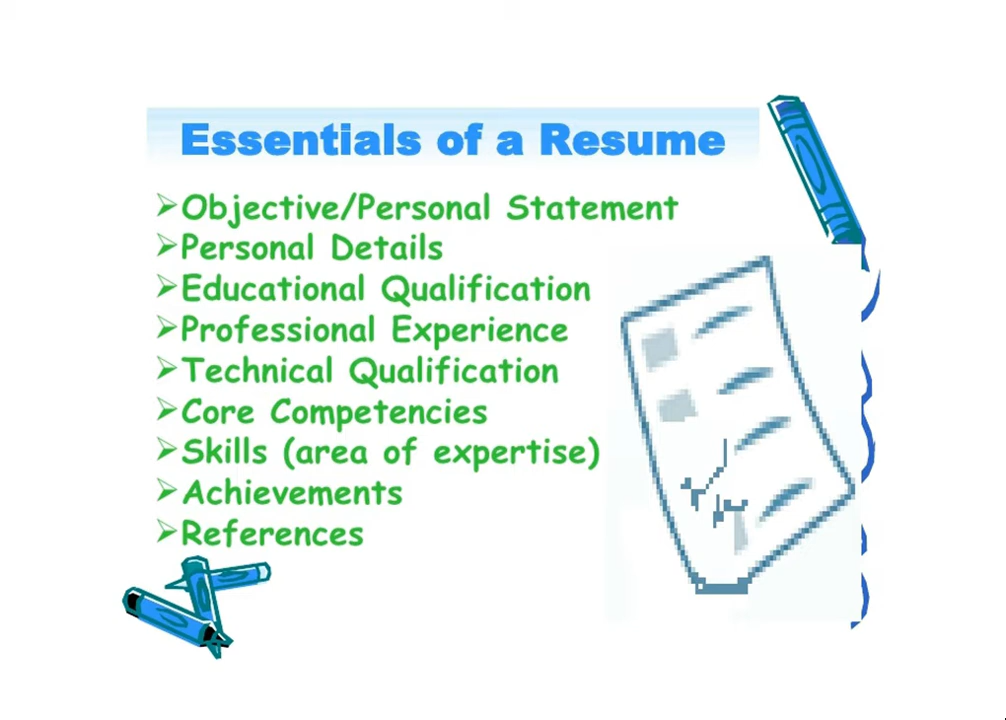 Essentials of a Resume
➢Objective/Personal Statement
➢Personal Details
➢Educational Qualification
➢Professional Experience
➢Technical Qualification
➢Core Competencies
➢Skills (area of expertise)
➢Achievements
➢References